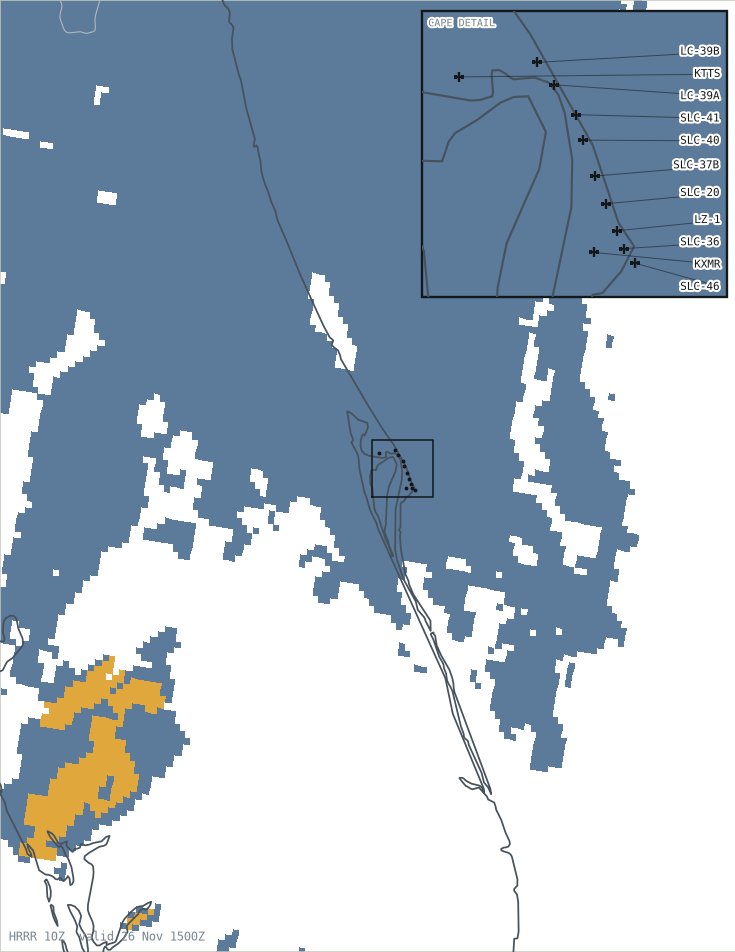 CAPE DETAIL
LC-39B
KTTS
LC-39A
SLC-41
SLC-40
SLC-37B
SLC-20
LZ-1
SLC-36
KXMR
SLC-46
HRRR 10Z  valid 26 Nov 1500Z